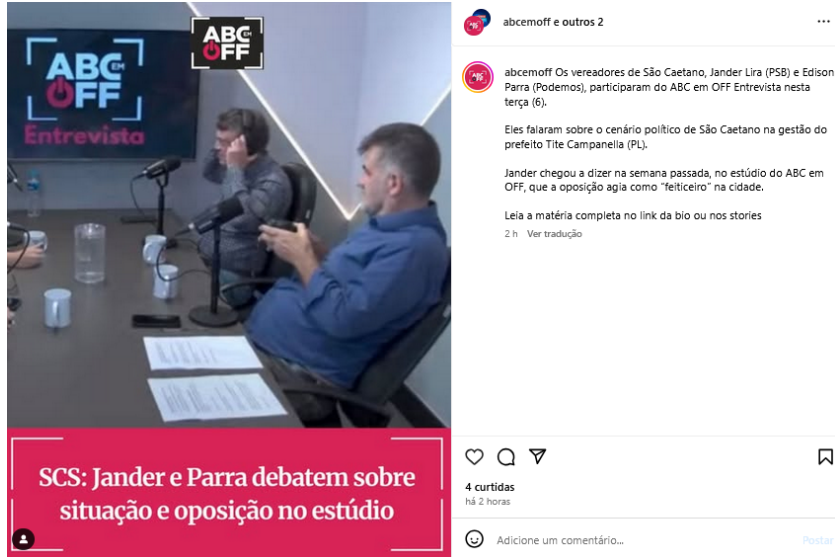 ABC EM
OFF
Entrevista
ABC EM
OFF
SCS: Jander e Parra debatem sobre
situação e oposição no estúdio
abcemoff e outros 2
abcemoff Os vereadores de São Caetano, Jander Lira (PSB) e Edison
Parra (Podemos), participaram do ABC em OFF Entrevista nesta
terça (6).
Eles falaram sobre o cenário político de São Caetano na gestão do
prefeito Tite Campanella (PL).
Jander chegou a dizer na semana passada, no estúdio do ABC em
OFF, que a oposição agia como “feiticeiro” na cidade.
Leia a matéria completa no link da bio ou nos stories
2 h Ver tradução
4 curtidas
há 2 horas
Adicione um comentário...
Postar